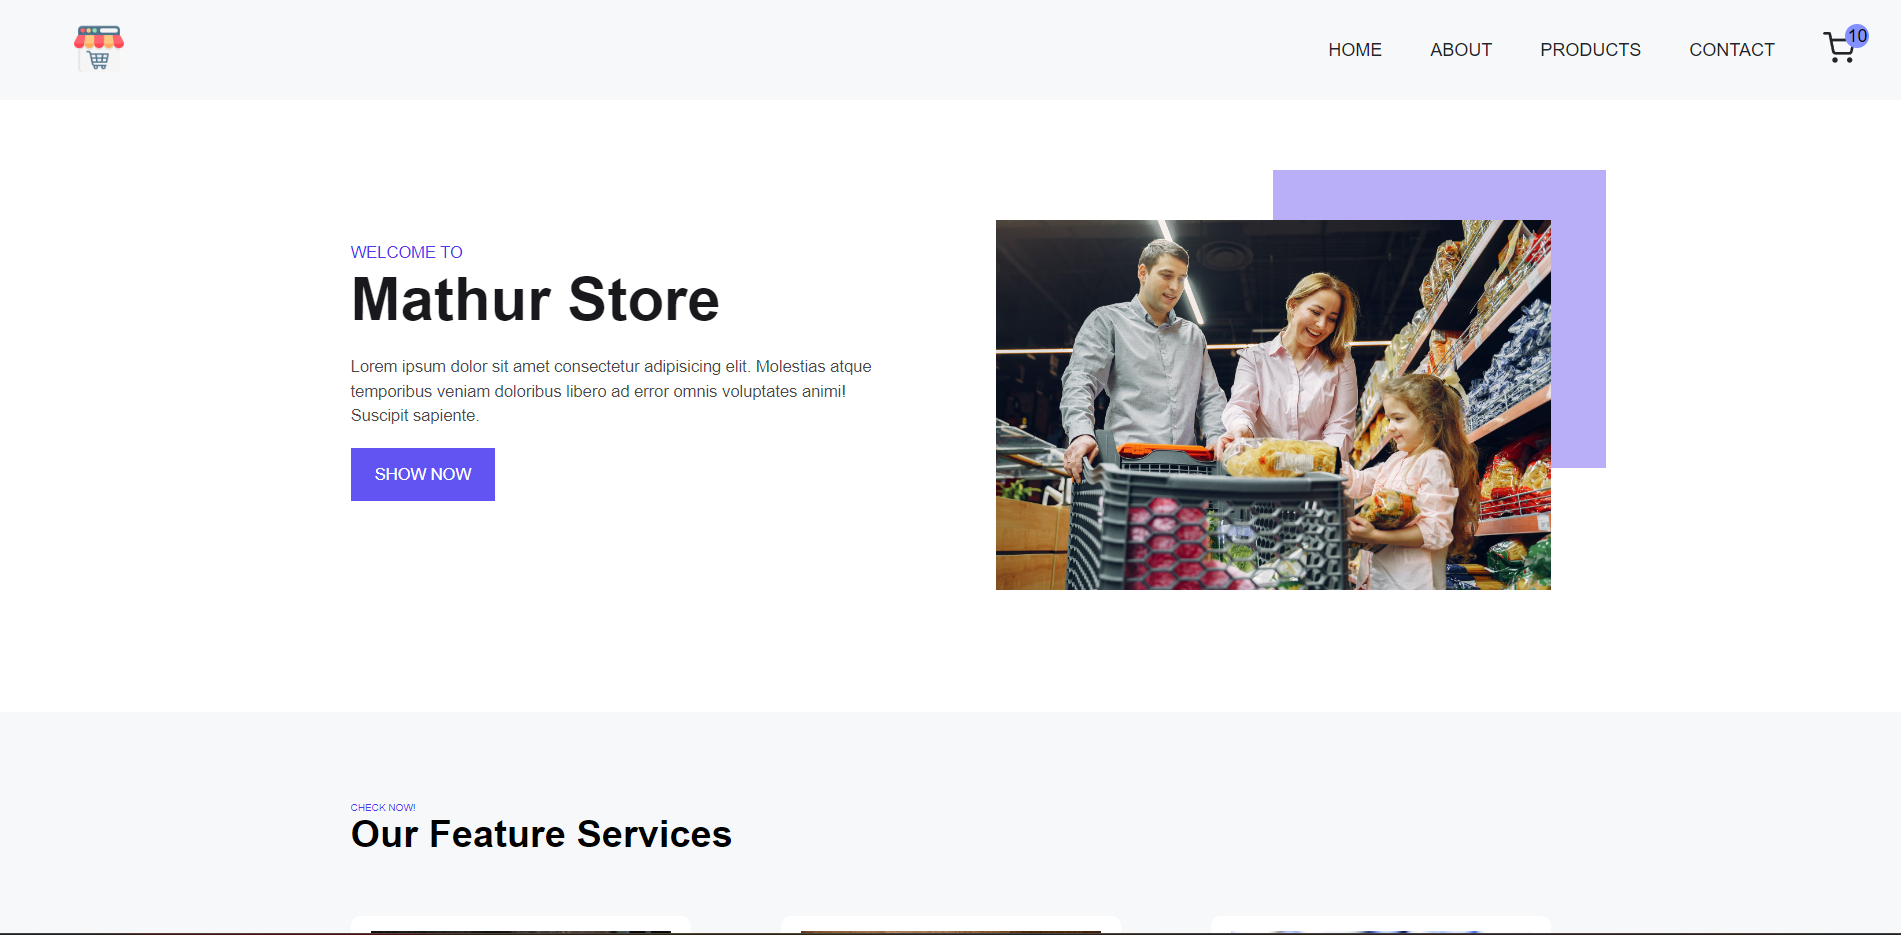 HOME ABOUT PRODUCTS CONTACT 10
WELCOME TO
Mathur Store
Lorem ipsum dolor sit amet consectetur adipisicing elit. Molestias atque
temporibus veniam doloribus libero ad error omnis voluptates animi!
Suscipit sapiente.
SHOW NOW
CHECK NOW!
Our Feature Services